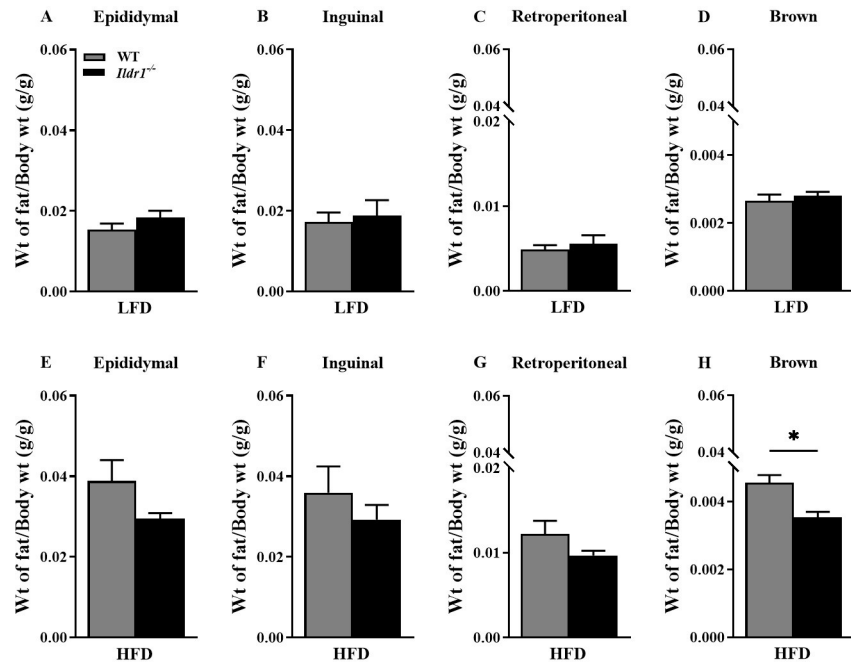 A Epididymal
Wt of fat/Body wt (g/g)
0.06
0.04
0.02
0.00
WT
Ildr1-/-
LFD
B Inguinal
Wt of fat/Body wt (g/g)
0.06
0.04
0.02
0.00
LFD
C Retroperitoneal
Wt of fat/Body wt (g/g)
0.06
0.04
0.02
0.01
0.00
LFD
D Brown
Wt of fat/Body wt (g/g)
0.06
0.04
0.004
0.002
0.000
LFD
E Epididymal
Wt of fat/Body wt (g/g)
0.06
0.04
0.02
0.00
HFD
F Inguinal
Wt of fat/Body wt (g/g)
0.06
0.04
0.02
0.00
HFD
G Retroperitoneal
Wt of fat/Body wt (g/g)
0.06
0.04
0.02
0.01
0.00
HFD
H Brown
Wt of fat/Body wt (g/g)
0.06
0.04
0.004
0.002
0.000
*
HFD